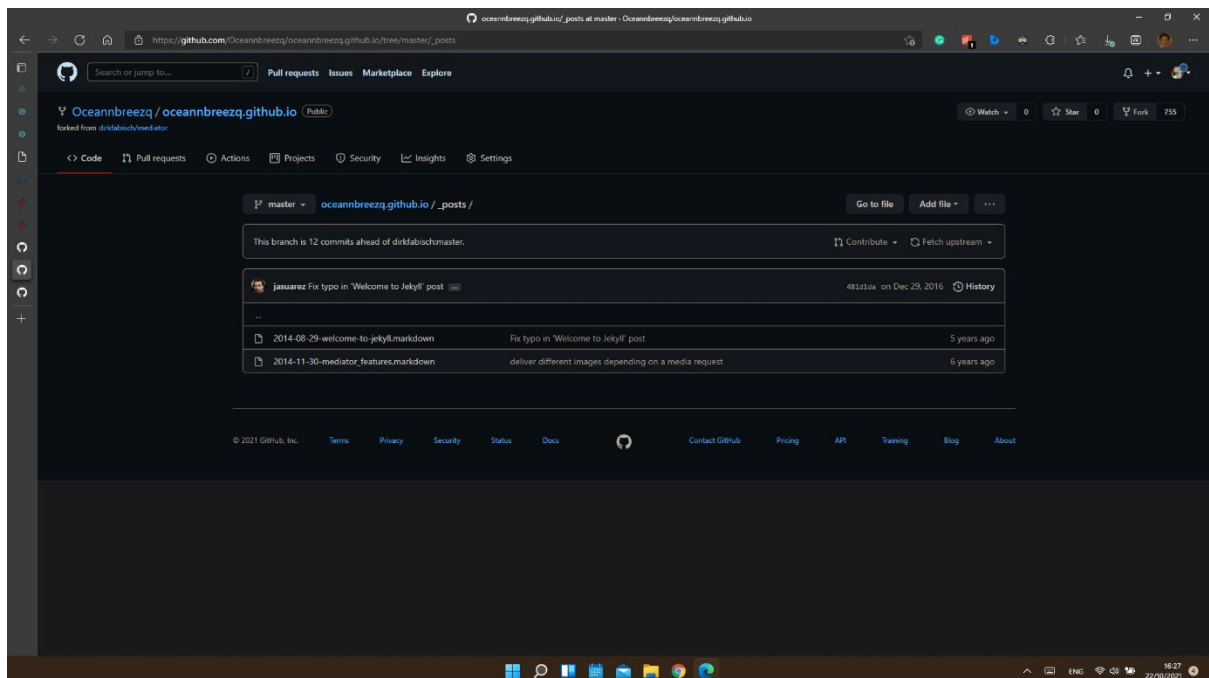 oceannbreezq.github.io/_posts at master · Oceannbreezq/oceannbreezq.github.io
https://github.com/Oceannbreezq/oceannbreezq.github.io/tree/master/_posts
Search or jump to... / Pull requests Issues Marketplace Explore
Oceannbreezq / oceannbreezq.github.io Public Watch 0 Star 0 Fork 755
forked from dirkfabisch/mediator
<> Code Pull requests Actions Projects Security Insights Settings
master oceannbreezq.github.io / _posts / Go to file Add file ...
This branch is 12 commits ahead of dirkfabisch:master. Contribute Fetch upstream
jasuarez Fix typo in 'Welcome to Jekyll' post ... 481d1da on Dec 29, 2016 History
..
2014-08-29-welcome-to-jekyll.markdown Fix typo in 'Welcome to Jekyll' post 5 years ago
2014-11-30-mediator_features.markdown deliver different images depending on a media request 6 years ago
© 2021 GitHub, Inc. Terms Privacy Security Status Docs Contact GitHub Pricing API Training Blog About
ENG 16:27
22/10/2021 4